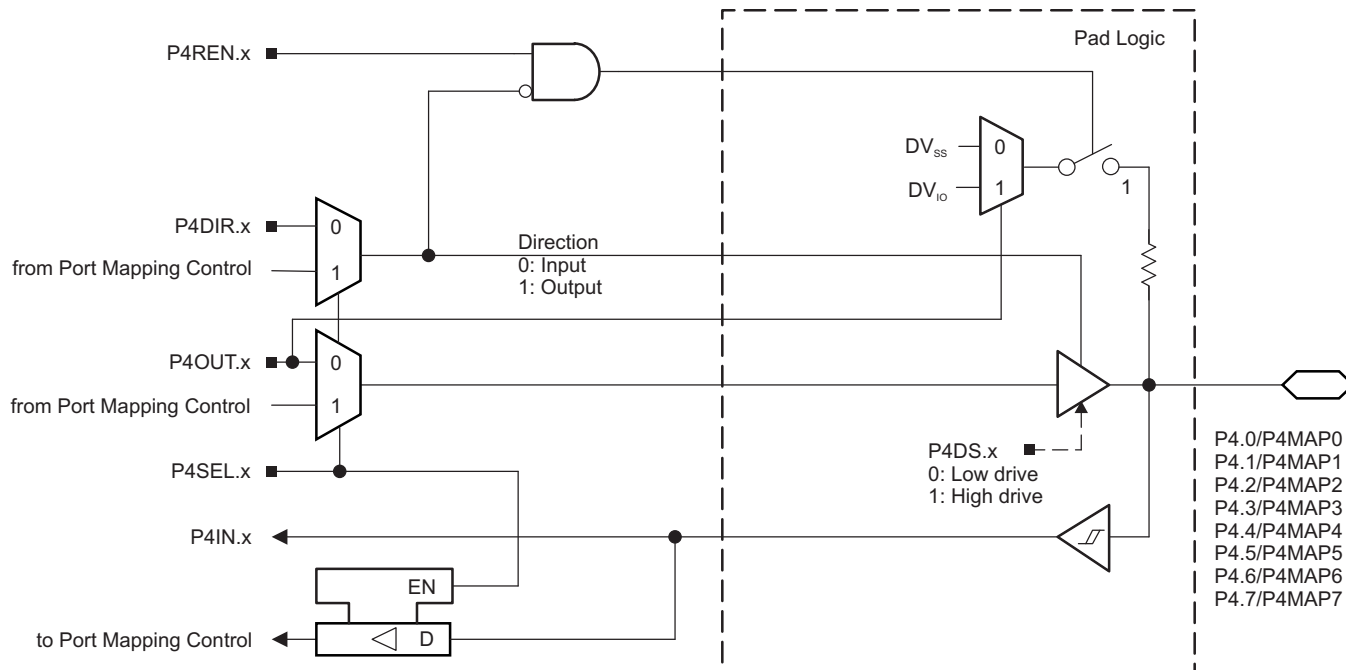 Pad Logic
P4REN.x
DVSS
0
DVIO
1
1
P4DIR.x
0
from Port Mapping Control
1
Direction
0: Input
1: Output
P4OUT.x
0
from Port Mapping Control
1
P4SEL.x
P4DS.x
0: Low drive
1: High drive
P4.0/P4MAP0
P4.1/P4MAP1
P4.2/P4MAP2
P4.3/P4MAP3
P4.4/P4MAP4
P4.5/P4MAP5
P4.6/P4MAP6
P4.7/P4MAP7
P4IN.x
EN
to Port Mapping Control
D